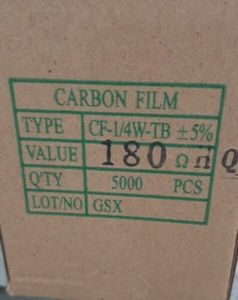 CARBON FILM
TYPE CF-1/4W-TB ±5%
VALUE 180 Ω
Q'TY 5000 PCS
LOT/NO GSX